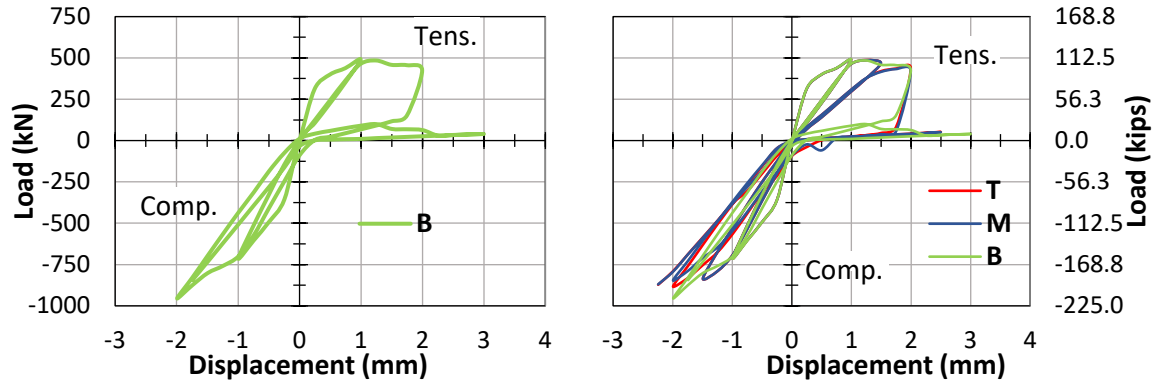 750
500
250
0
-250
-500
-750
-1000
Load (kN)
Tens.
Comp.
B
-3 -2 -1 0 1 2 3 4
Displacement (mm)
Tens.
T
M
B
Comp.
168.8
112.5
56.3
0.0
-56.3
-112.5
-168.8
-225.0
Load (kips)
-3 -2 -1 0 1 2 3 4
Displacement (mm)